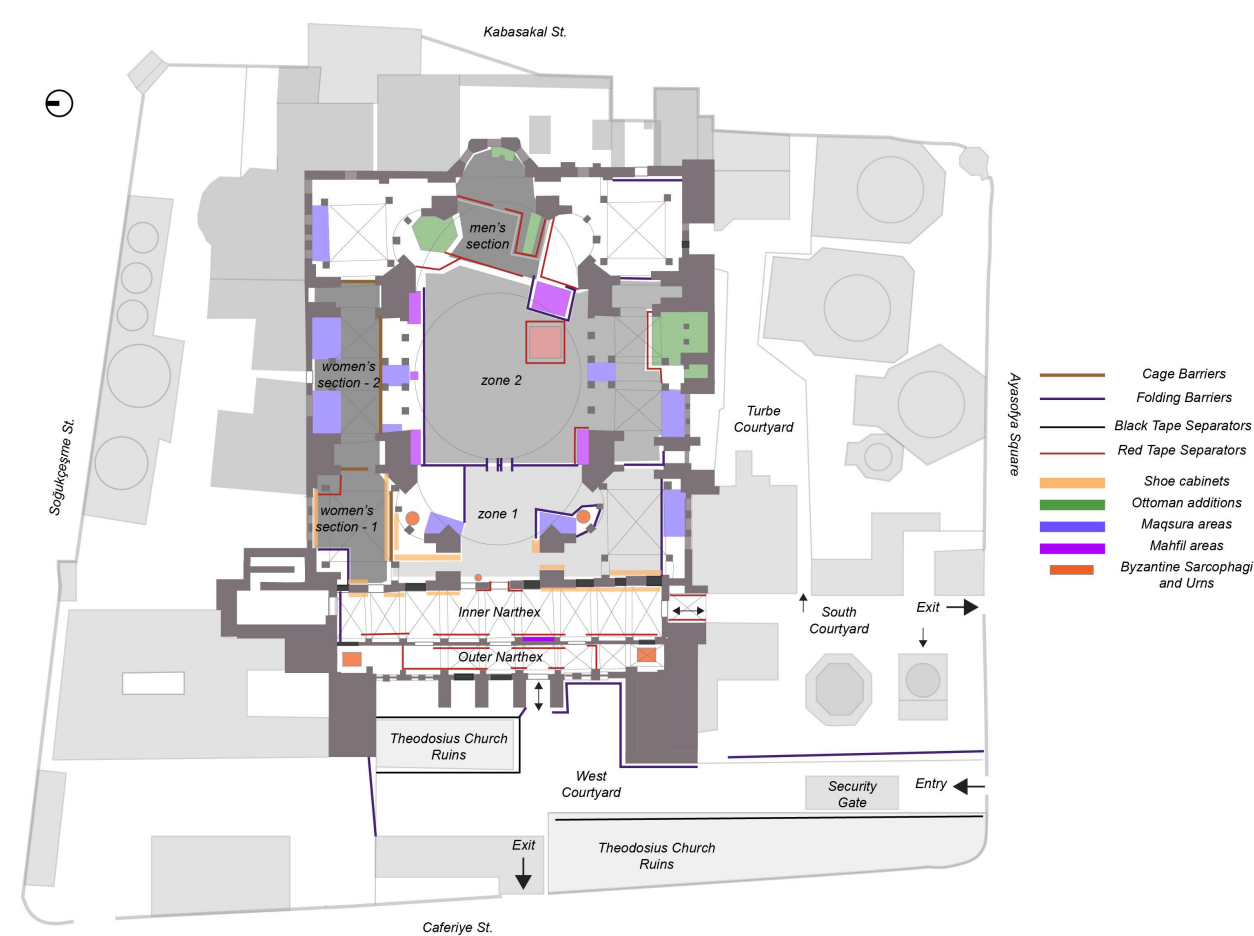 Kabasakal St.
men's
section
women's
section - 2
zone 2
Turbe
Courtyard
Ayasofya Square
Soğukçeşme St.
women's
section - 1
zone 1
Inner Narthex
Outer Narthex
South
Courtyard
Exit
Theodosius Church
Ruins
West
Courtyard
Security
Gate
Entry
Exit
Theodosius Church
Ruins
Caferiye St.
Cage Barriers
Folding Barriers
Black Tape Separators
Red Tape Separators
Shoe cabinets
Ottoman additions
Maqsura areas
Mahfil areas
Byzantine Sarcophagi
and Urns